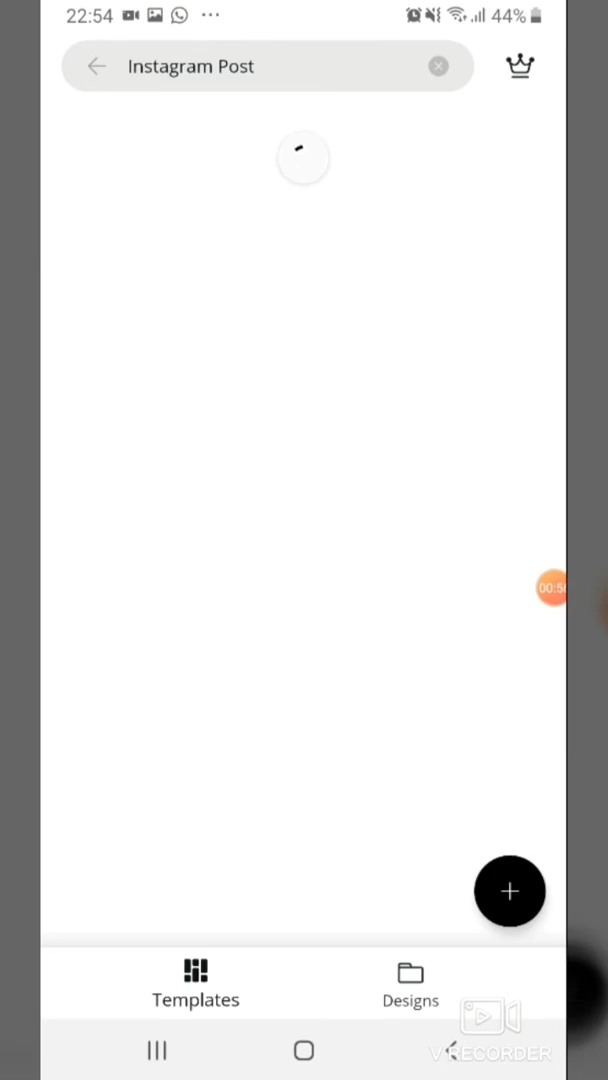 22:54
44%
Instagram Post
Templates
Designs
V RECORDER